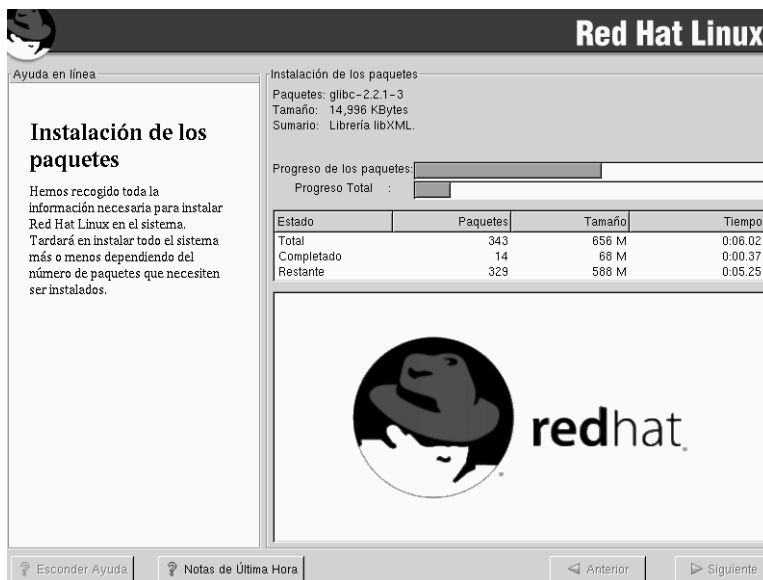 Red Hat Linux
Ayuda en línea
Instalación de los
paquetes
Hemos recogido toda la
información necesaria para instalar
Red Hat Linux en el sistema.
Tardará en instalar todo el sistema
más o menos dependiendo del
número de paquetes que necesiten
ser instalados.
Instalación de los paquetes
Paquetes: glibc-2.2.1-3
Tamaño: 14,996 KBytes
Sumario: Librería libXML.
Progreso de los paquetes:
Progreso Total :
Estado Paquetes Tamaño Tiempo
Total 343 656 M 0:06.02
Completado 14 68 M 0:00.37
Restante 329 588 M 0:05.25
redhat.
Esconder Ayuda Notas de Última Hora Anterior Siguiente